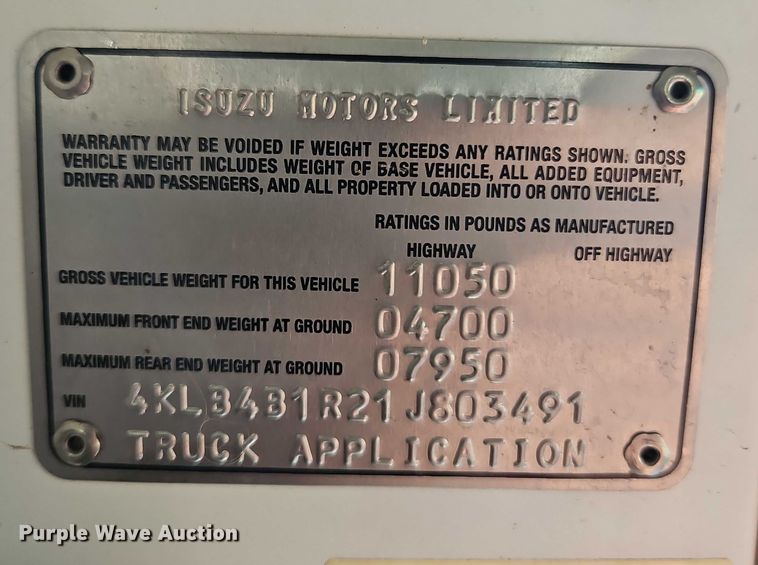 ISUZU MOTORS LIMITED
WARRANTY MAY BE VOIDED IF WEIGHT EXCEEDS ANY RATINGS SHOWN. GROSS
VEHICLE WEIGHT INCLUDES WEIGHT OF BASE VEHICLE, ALL ADDED EQUIPMENT,
DRIVER AND PASSENGERS, AND ALL PROPERTY LOADED INTO OR ONTO VEHICLE.
RATINGS IN POUNDS AS MANUFACTURED
HIGHWAY OFF HIGHWAY
GROSS VEHICLE WEIGHT FOR THIS VEHICLE 11050
MAXIMUM FRONT END WEIGHT AT GROUND 04700
MAXIMUM REAR END WEIGHT AT GROUND 07950
VIN 4KLB4B1R21J803491
TRUCK APPLICATION
Purple Wave Auction